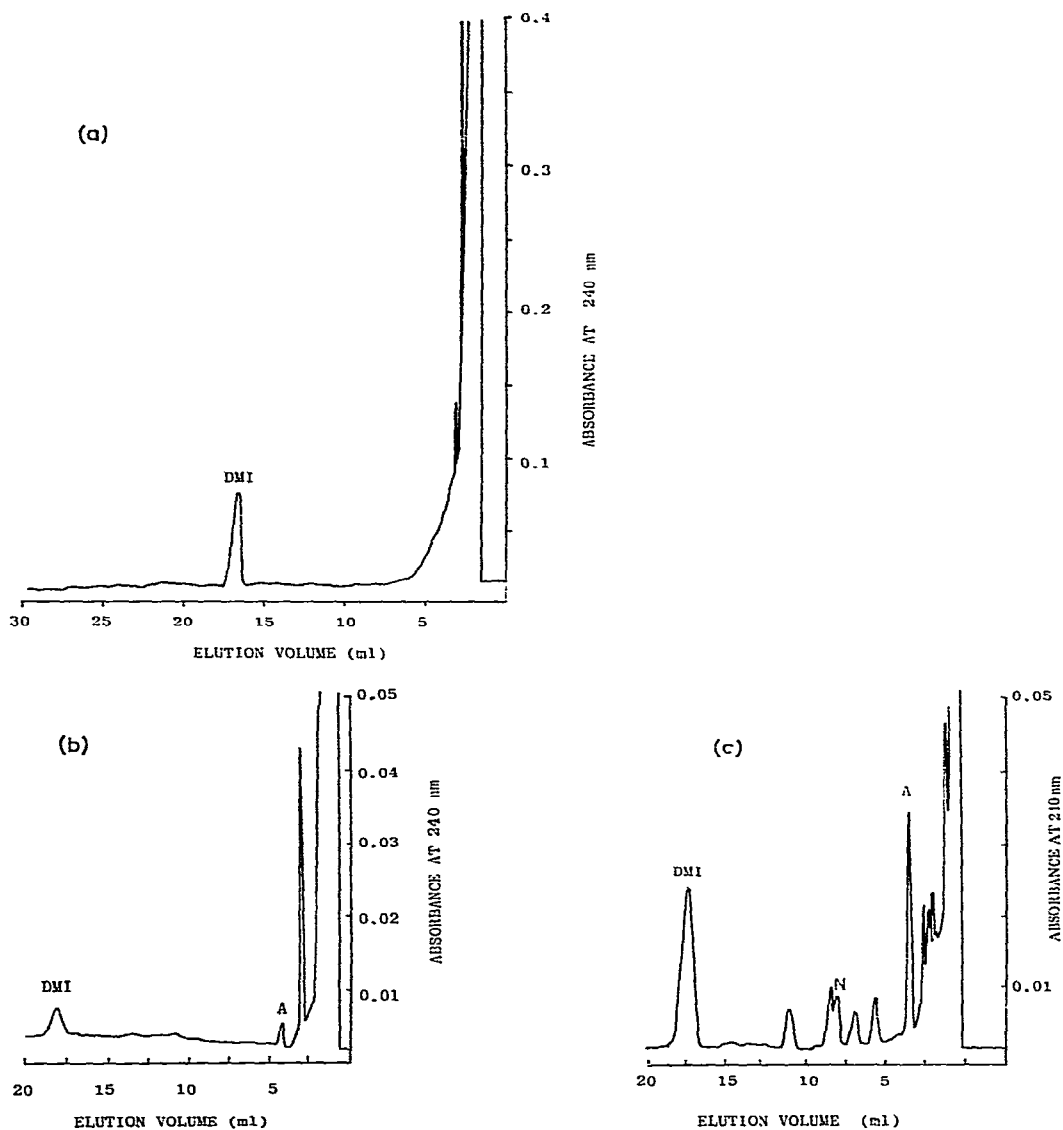 (a)
0.4
0.3
0.2
0.1
ABSORBANCE AT 240 nm
DMI
30 25 20 15 10 5
ELUTION VOLUME (ml)
(b)
0.05
0.04
0.03
0.02
0.01
ABSORBANCE AT 240 nm
DMI
A
20 15 10 5
ELUTION VOLUME (ml)
(c)
0.05
0.01
ABSORBANCE AT 210 nm
A
DMI
N
20 15 10 5
ELUTION VOLUME (ml)